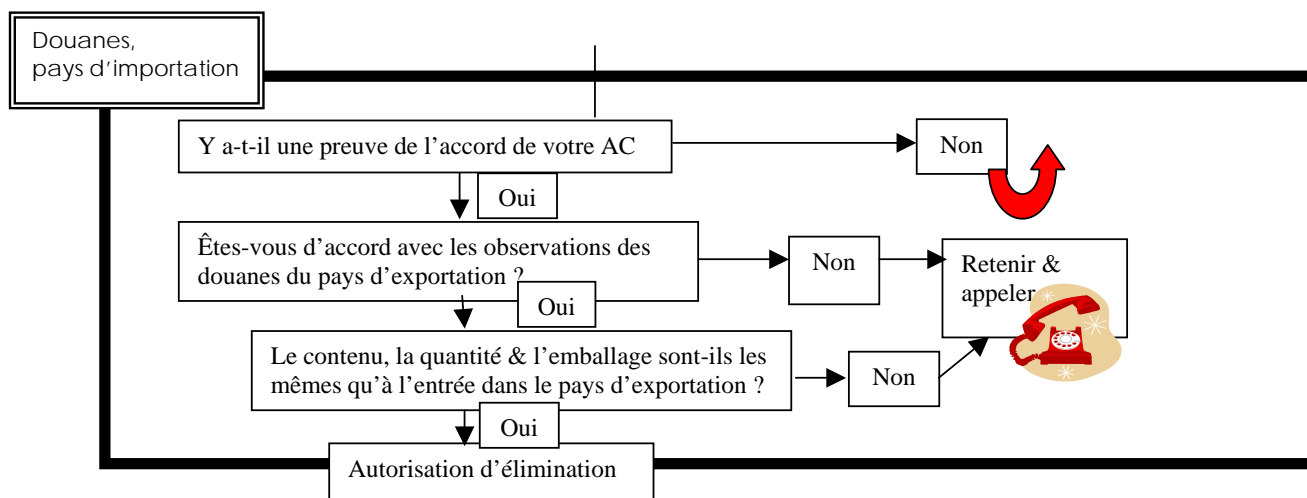 Douanes,
pays d'importation
Y a-t-il une preuve de l'accord de votre AC
Non
Oui
Êtes-vous d'accord avec les observations des
douanes du pays d'exportation ?
Non
Retenir &
appeler
Oui
Le contenu, la quantité & l'emballage sont-ils les
mêmes qu'à l'entrée dans le pays d'exportation ?
Non
Oui
Autorisation d'élimination